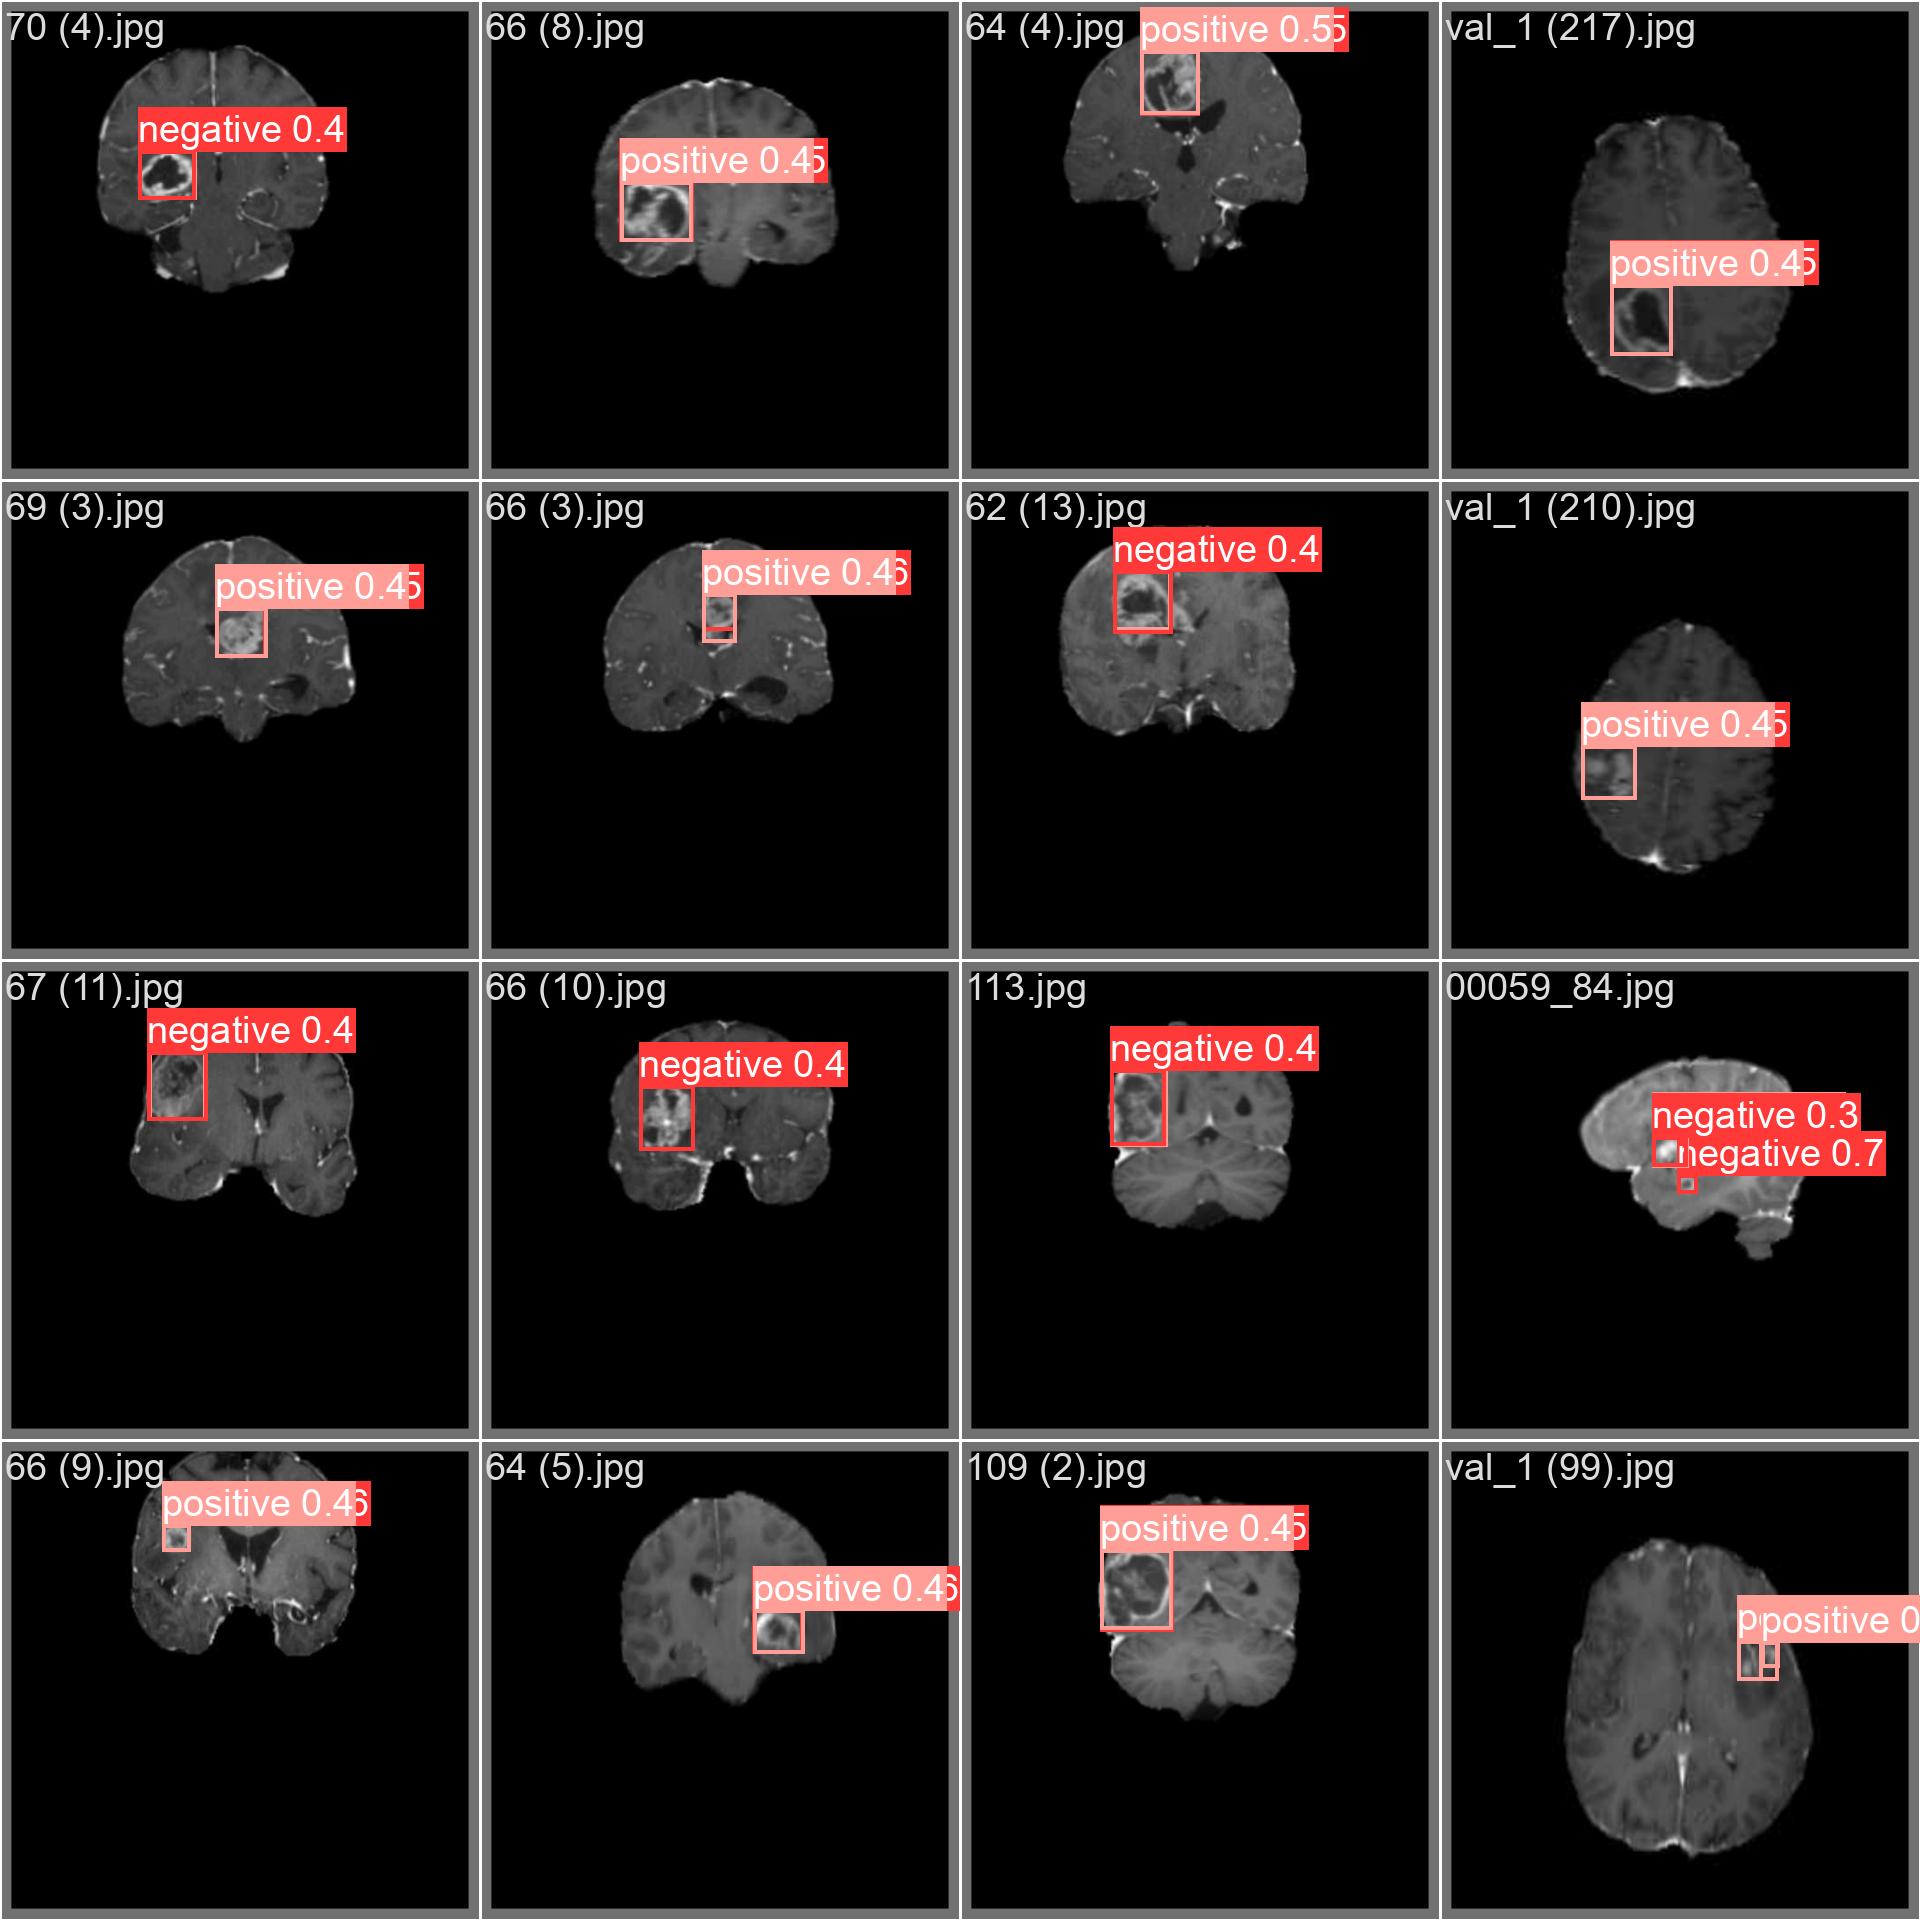 70 (4).jpg
negative 0.4
66 (8).jpg
positive 0.45
64 (4).jpg
positive 0.55
val_1 (217).jpg
positive 0.45
69 (3).jpg
positive 0.45
66 (3).jpg
positive 0.46
62 (13).jpg
negative 0.4
val_1 (210).jpg
positive 0.45
67 (11).jpg
negative 0.4
66 (10).jpg
negative 0.4
113.jpg
negative 0.4
00059_84.jpg
negative 0.3
negative 0.7
66 (9).jpg
positive 0.46
64 (5).jpg
positive 0.46
109 (2).jpg
positive 0.45
val_1 (99).jpg
positive 0